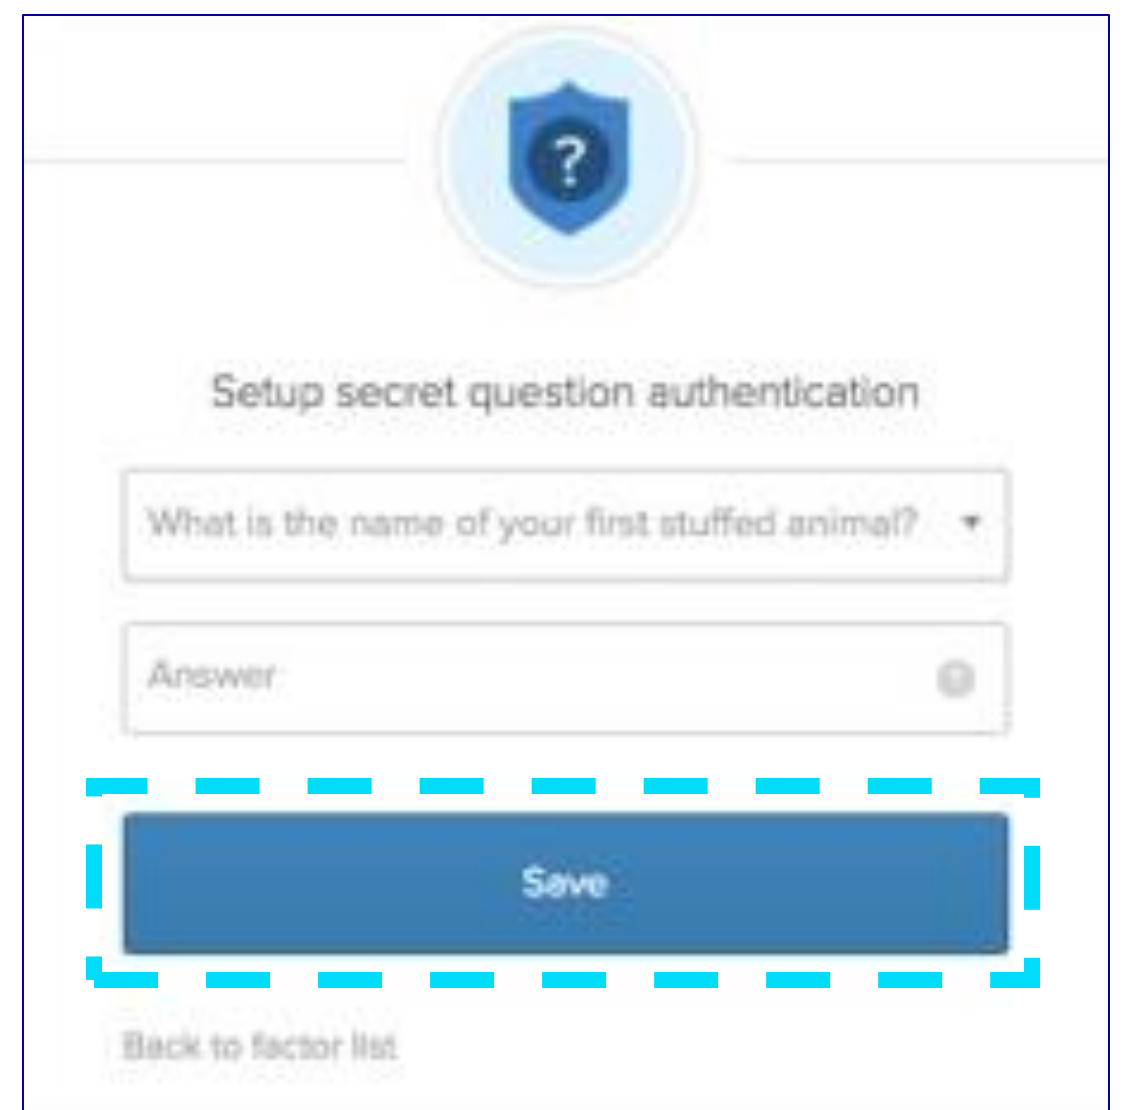 ?
Setup secret question authentication
What is the name of your first stuffed animal?
Answer
Save
Back to factor list